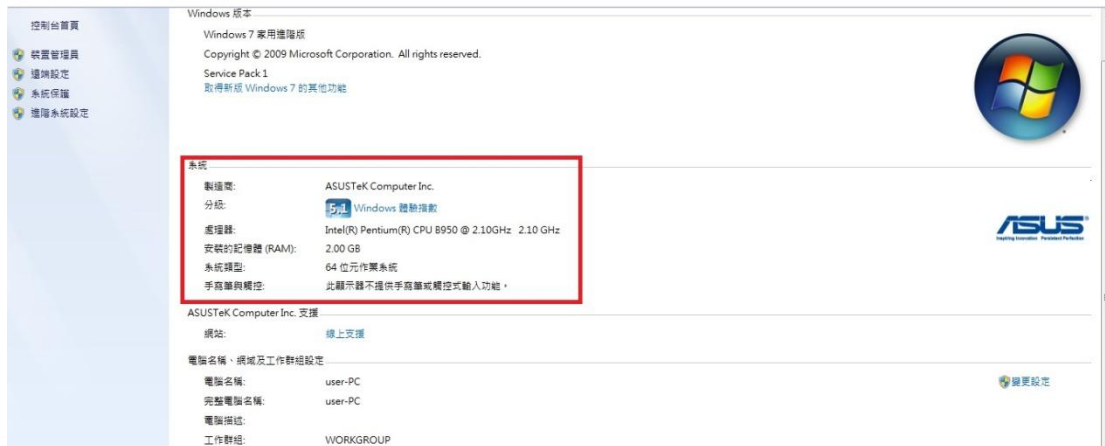 控制台首頁
裝置管理員
遠端設定
系統保護
進階系統設定
Windows 版本
Windows 7 家用進階版
Copyright © 2009 Microsoft Corporation. All rights reserved.
Service Pack 1
取得新版 Windows 7 的其他功能
系統
製造商: ASUSTeK Computer Inc.
分級: 5,1 Windows 體驗指數
處理器: Intel(R) Pentium(R) CPU B950 @ 2.10GHz 2.10 GHz
安裝的記憶體 (RAM): 2.00 GB
系統類型: 64 位元作業系統
手寫筆與觸控: 此顯示器不提供手寫筆或觸控式輸入功能。
ASUS
Inspiring Innovation Persistent Perfection
ASUSTeK Computer Inc. 支援
網站: 線上支援
電腦名稱、網域及工作群組設定
電腦名稱: user-PC
變更設定
完整電腦名稱: user-PC
電腦描述:
工作群組: WORKGROUP